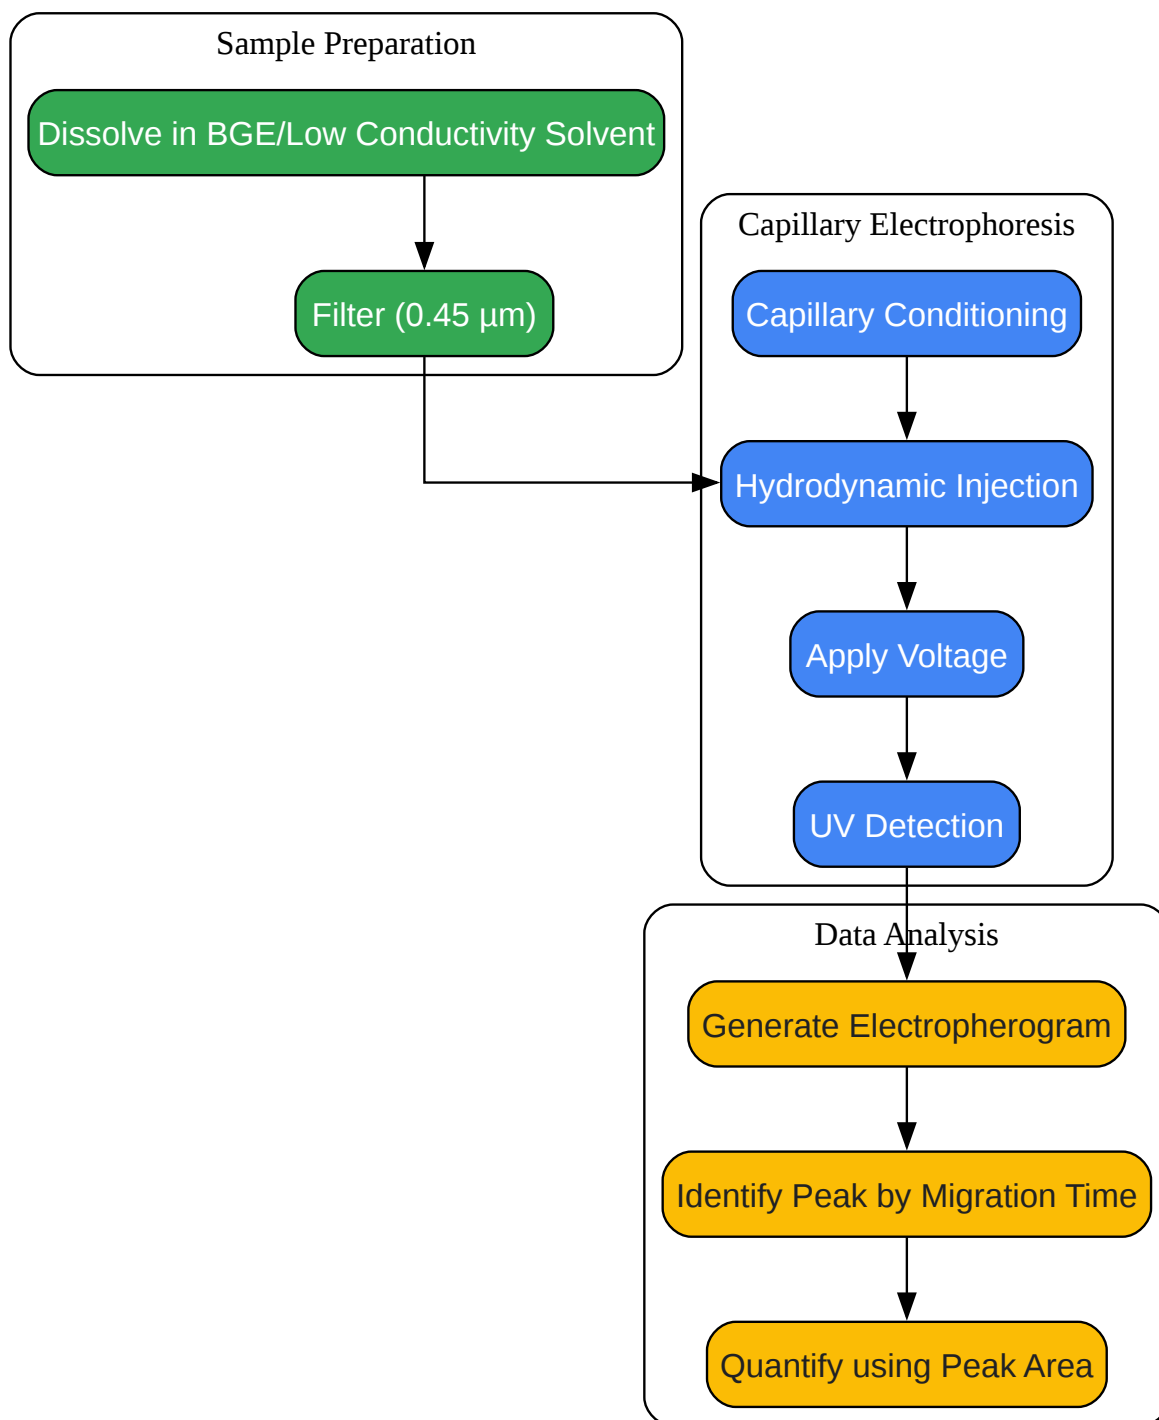 Sample Preparation
Dissolve in BGE/Low Conductivity Solvent
Filter (0.45 µm)
Capillary Electrophoresis
Capillary Conditioning
Hydrodynamic Injection
Apply Voltage
UV Detection
Data Analysis
Generate Electropherogram
Identify Peak by Migration Time
Quantify using Peak Area